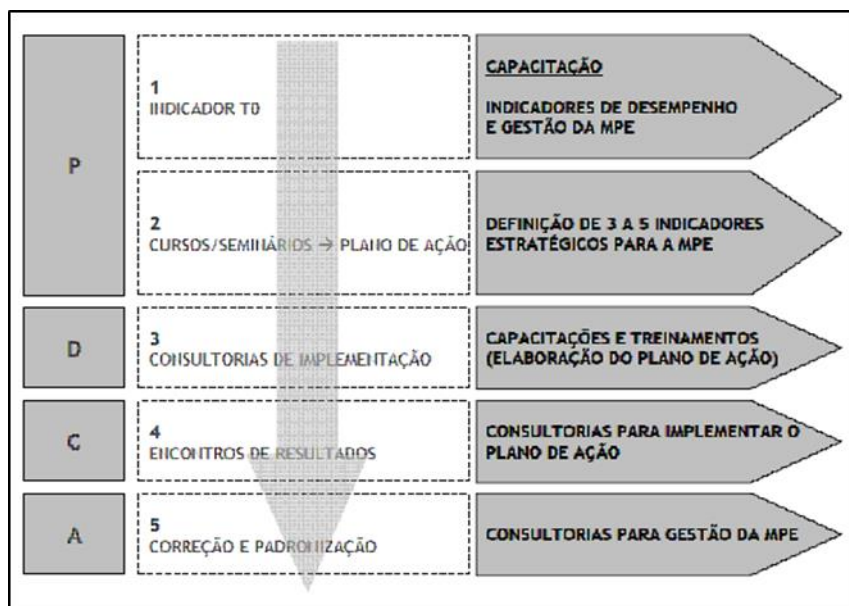 P
1
INDICADOR T0
CAPACITAÇÃO
INDICADORES DE DESEMPENHO
E GESTÃO DA MPE
2
CURSOS/SEMINÁRIOS → PLANO DE AÇÃO
DEFINIÇÃO DE 3 A 5 INDICADORES
ESTRATÉGICOS PARA A MPE
D
3
CONSULTORIAS DE IMPLEMENTAÇÃO
CAPACITAÇÕES E TREINAMENTOS
(ELABORAÇÃO DO PLANO DE AÇÃO)
C
4
ENCONTROS DE RESULTADOS
CONSULTORIAS PARA IMPLEMENTAR O
PLANO DE AÇÃO
A
5
CORREÇÃO E PADRONIZAÇÃO
CONSULTORIAS PARA GESTÃO DA MPE